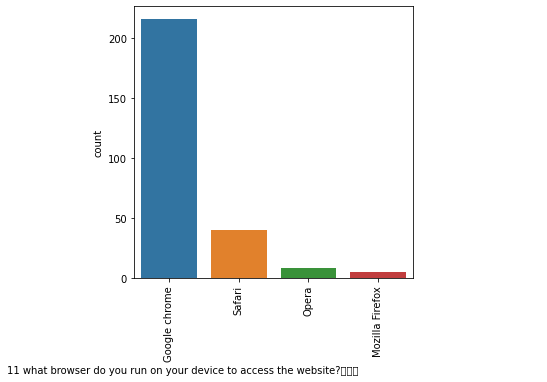 200
150
100
50
0
count
Google chrome
Safari
Opera
Mozilla Firefox
11 what browser do you run on your device to access the website?▯▯▯